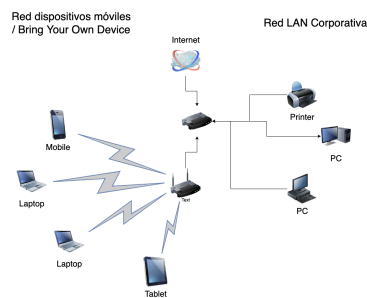 Red dispositivos móviles
/ Bring Your Own Device
Red LAN Corporativa
Internet
Printer
Mobile
PC
Laptop
Text
PC
Laptop
Tablet